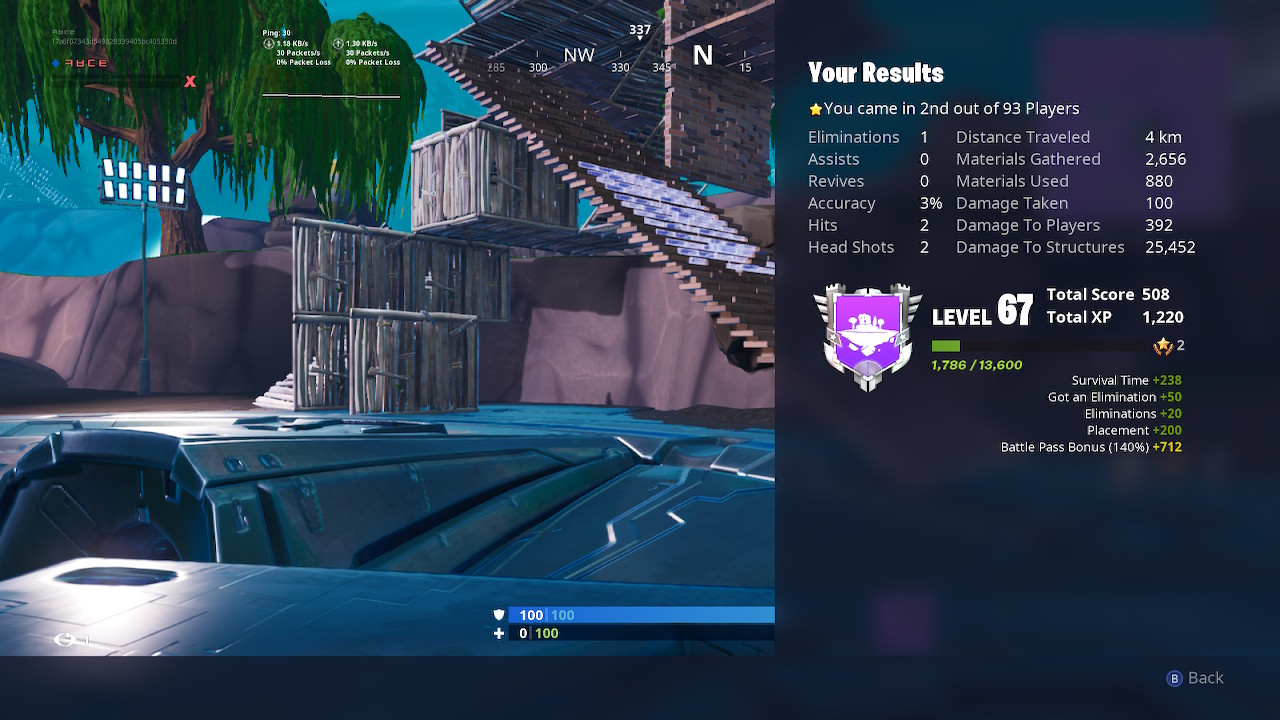 Ping: 30
1.18 KB/s 1.30 KB/s
30 Packets/s 30 Packets/s
0% Packet Loss 0% Packet Loss
337
W 285 300 NW 330 345 N 15
X
Your Results
You came in 2nd out of 93 Players
Eliminations 1 Distance Traveled 4 km
Assists 0 Materials Gathered 2,656
Revives 0 Materials Used 880
Accuracy 3% Damage Taken 100
Hits 2 Damage To Players 392
Head Shots 2 Damage To Structures 25,452
LEVEL 67 Total Score 508
Total XP 1,220
2
1,786 / 13,600
Survival Time +238
Got an Elimination +50
Eliminations +20
Placement +200
Battle Pass Bonus (140%) +712
100 | 100
0 | 100
1
B Back